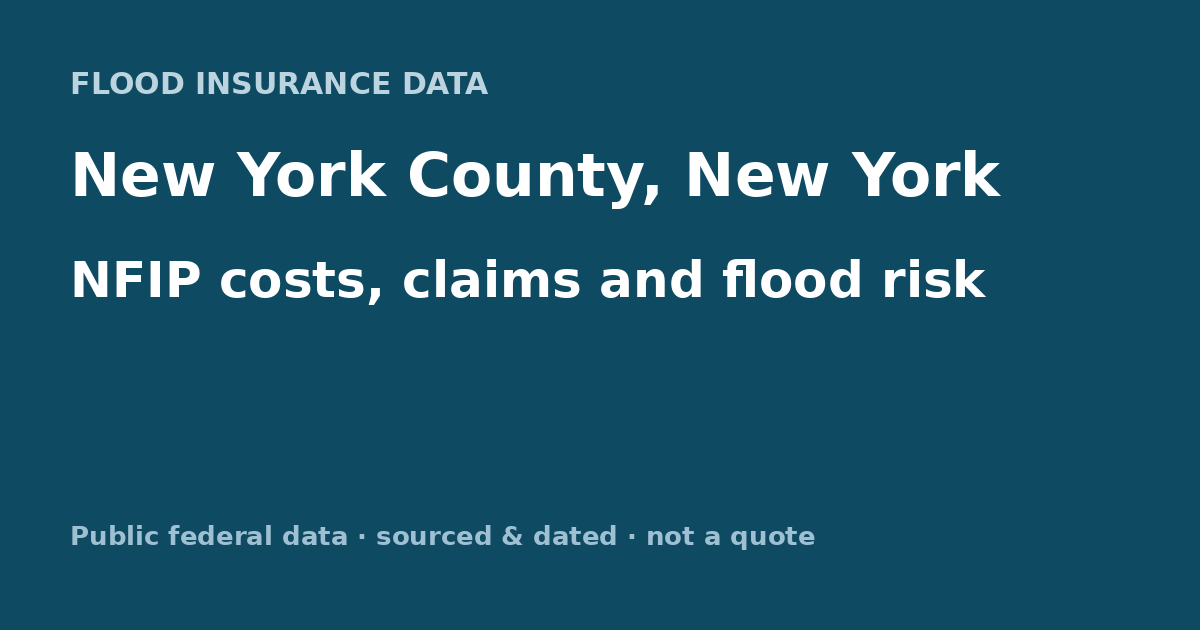 FLOOD INSURANCE DATA
New York County, New York
NFIP costs, claims and flood risk
Public federal data · sourced & dated · not a quote